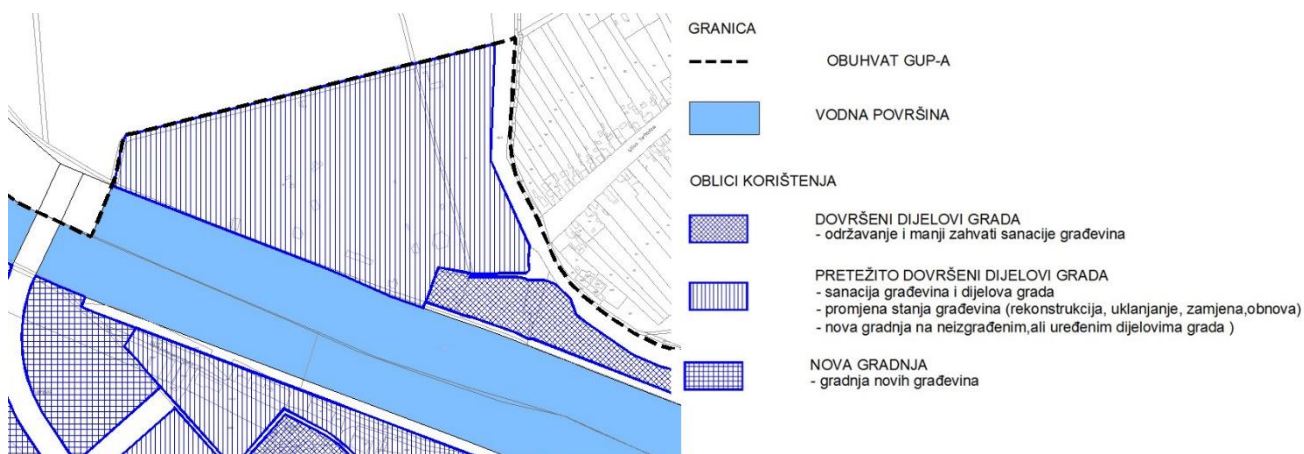 GRANICA
OBUHVAT GUP-A
VODNA POVRŠINA
OBLICI KORIŠTENJA
DOVRŠENI DIJELOVI GRADA
- održavanje i manji zahvati sanacije građevina
PRETEŽITO DOVRŠENI DIJELOVI GRADA
- sanacija građevina i dijelova grada
- promjena stanja građevina (rekonstrukcija, uklanjanje, zamjena,obnova)
- nova gradnja na neizgrađenim,ali uređenim dijelovima grada )
NOVA GRADNJA
- gradnja novih građevina